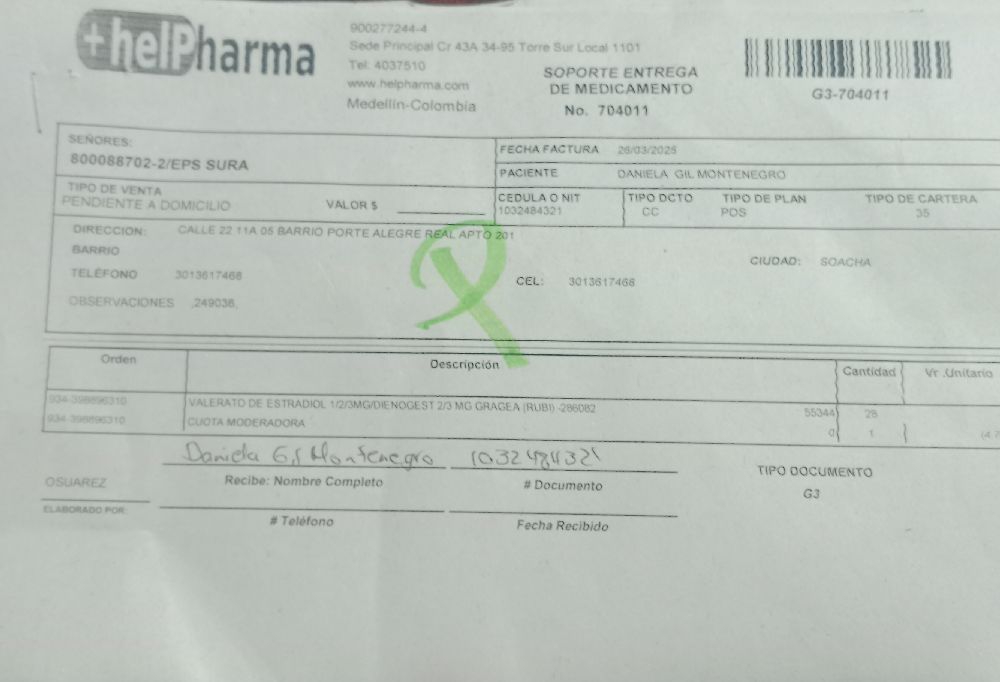 +helPharma
900277244-4
Sede Principal Cr 43A 34-95 Torre Sur Local 1101
Tel: 4037510
www.helpharma.com
Medellin-Colombia
SOPORTE ENTREGA
DE MEDICAMENTO
No. 704011
G3-704011
SEÑORES:
800088702-2/EPS SURA
FECHA FACTURA 26/03/2025
PACIENTE DANIELA GIL MONTENEGRO
TIPO DE VENTA
PENDIENTE A DOMICILIO VALOR $
CEDULA O NIT TIPO DCTO TIPO DE PLAN TIPO DE CARTERA
1032484321 CC POS 35
DIRECCION: CALLE 22 11A 05 BARRIO PORTE ALEGRE REAL APTO 201
BARRIO
CIUDAD: SOACHA
TELÉFONO 3013617468 CEL: 3013617468
OBSERVACIONES ,249036,
Orden Descripción Cantidad Vr .Unitario
934-398896310 VALERATO DE ESTRADIOL 1/2/3MG/DIENOGEST 2/3 MG GRAGEA (RUBI) -286082 55344 28
934-398896310 CUOTA MODERADORA 0 1 (4.7
Daniela Gil Montenegro 1032484321
Recibe: Nombre Completo # Documento
TIPO DOCUMENTO
G3
OSUAREZ
ELABORADO POR:
# Teléfono Fecha Recibido